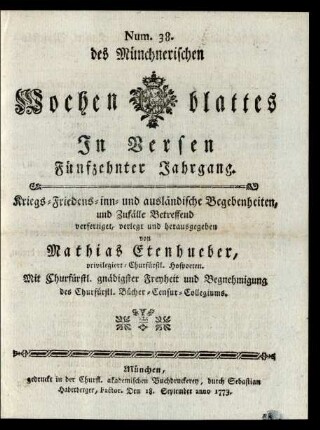 Num. 38.
des Münchnerischen
Wochen blattes
In Versen
Fünfzehnter Jahrgang.
Kriegs-Friedens-inn- und ausländische Begebenheiten,
und Zufälle Betreffend
verfertiget, verlegt und herausgegeben
von
Mathias Etenhueber,
privilegiert-Churfürstl. Hofpoeten.
Mit Churfürstl. gnädigster Freyheit und Begnehmigung
des Churfürstl. Bücher-Censur-Collegiums.
München,
gedruckt in der Churfl. akademischen Buchdruckerey, durch Sebastian
Haberberger, Factor. Den 18. September anno 1773.